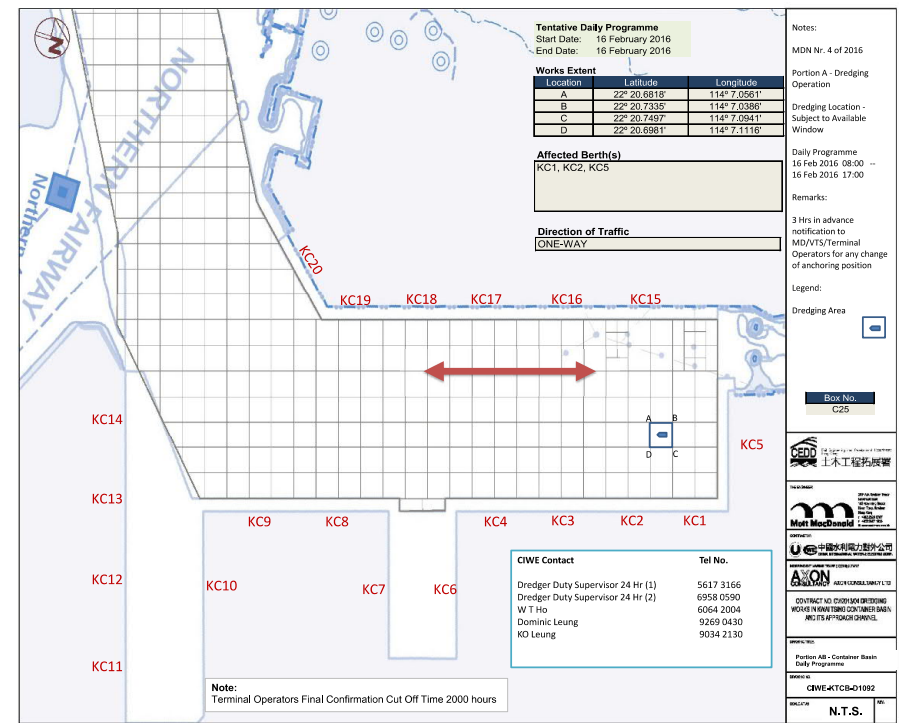 N
NORTHERN FAIRWAY
Northern
Tentative Daily Programme
Start Date: 16 February 2016
End Date: 16 February 2016
Works Extent
Location Latitude Longitude
A 22º 20.6818' 114º 7.0561'
B 22º 20.7335' 114º 7.0386'
C 22º 20.7497' 114º 7.0941'
D 22º 20.6981' 114º 7.1116'
Affected Berth(s)
KC1, KC2, KC5
Direction of Traffic
ONE-WAY
KC20
KC19 KC18 KC17 KC16 KC15
KC14
A B
D C
KC5
KC13
KC9 KC8 KC4 KC3 KC2 KC1
KC12
KC10 KC7 KC6
KC11
CIWE Contact Tel No.
Dredger Duty Supervisor 24 Hr (1) 5617 3166
Dredger Duty Supervisor 24 Hr (2) 6958 0590
W T Ho 6064 2004
Dominic Leung 9269 0430
KO Leung 9034 2130
Note:
Terminal Operators Final Confirmation Cut Off Time 2000 hours
Notes:
MDN Nr. 4 of 2016
Portion A - Dredging
Operation
Dredging Location -
Subject to Available
Window
Daily Programme
16 Feb 2016 08:00 --
16 Feb 2016 17:00
Remarks:
3 Hrs in advance
notification to
MD/VTS/Terminal
Operators for any change
of anchoring position
Legend:
Dredging Area
Box No.
C25
CEDD
土木工程拓展署
THE ENGINEER
Mott MacDonald
CONTRACTOR
CWE 中國水利電力對外公司
AXON
CONSULTANCY AXON CONSULTANCY LTD
CONTRACT NO. CV/2013/04 DREDGING
WORKS IN KWAI TSING CONTAINER BASIN
AND ITS APPROACH CHANNEL
Portion AB - Container Basin
Daily Programme
CIWE-KTCB-D1092
N.T.S.